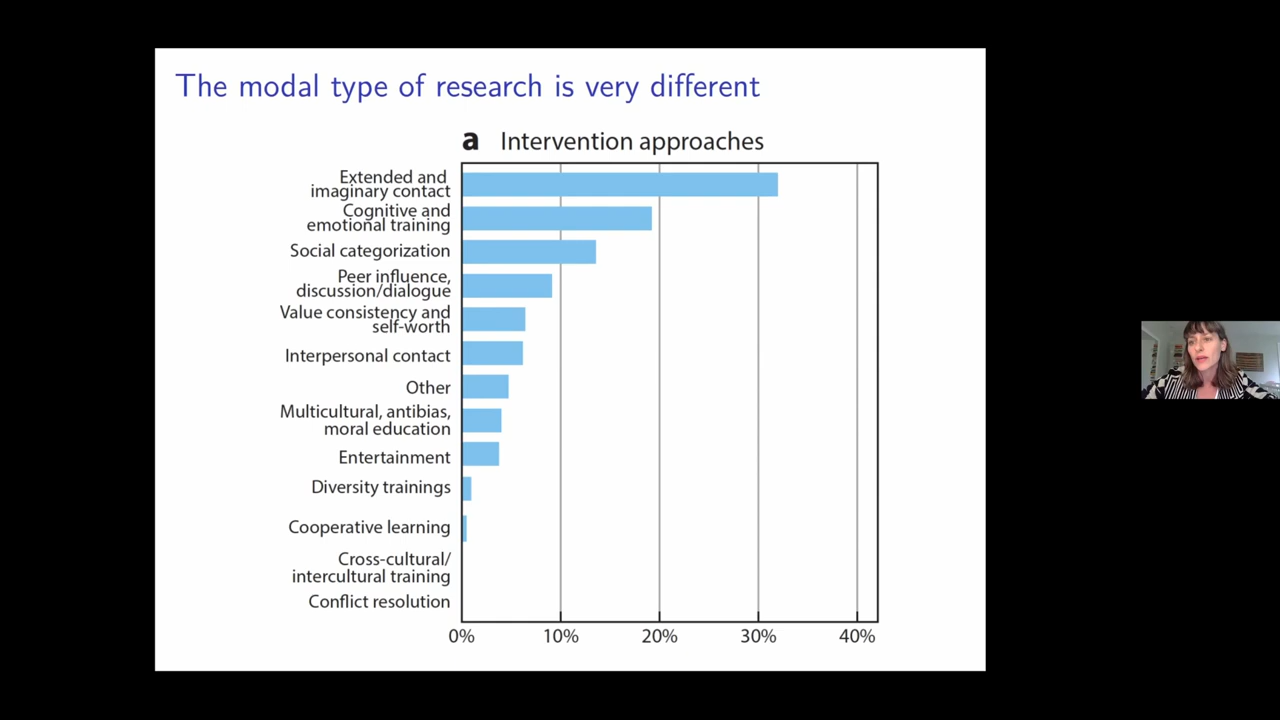 The modal type of research is very different
a Intervention approaches
Extended and
imaginary contact
Cognitive and
emotional training
Social categorization
Peer influence,
discussion/dialogue
Value consistency and
self-worth
Interpersonal contact
Other
Multicultural, antibias,
moral education
Entertainment
Diversity trainings
Cooperative learning
Cross-cultural/
intercultural training
Conflict resolution
0% 10% 20% 30% 40%